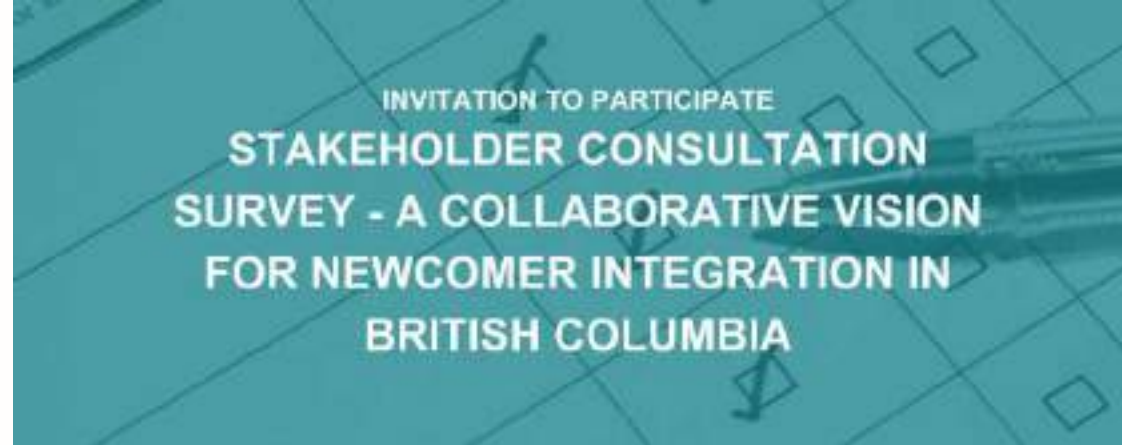 INVITATION TO PARTICIPATE
STAKEHOLDER CONSULTATION
SURVEY - A COLLABORATIVE VISION
FOR NEWCOMER INTEGRATION IN
BRITISH COLUMBIA